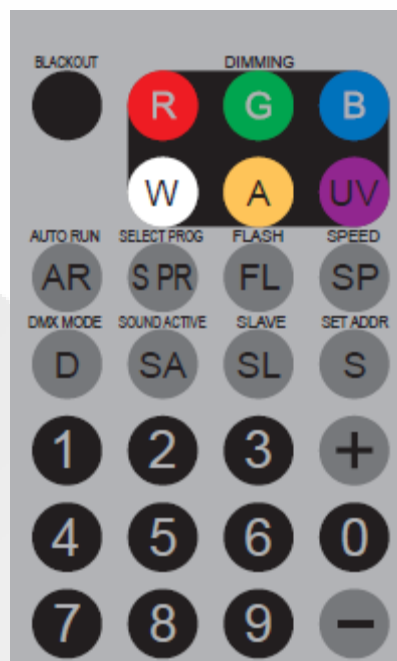 BLACKOUT DIMMING
R G B
W A UV
AUTO RUN SELECT PROG FLASH SPEED
AR S PR FL SP
DMX MODE SOUND ACTIVE SLAVE SET ADDR
D SA SL S
1 2 3 +
4 5 6 0
7 8 9 −